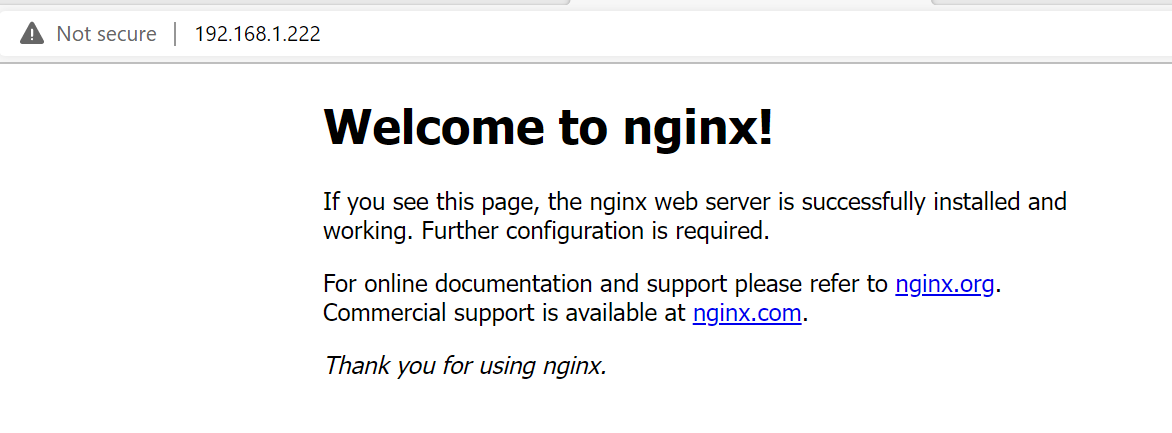 Not secure | 192.168.1.222
Welcome to nginx!
If you see this page, the nginx web server is successfully installed and
working. Further configuration is required.
For online documentation and support please refer to nginx.org.
Commercial support is available at nginx.com.
Thank you for using nginx.